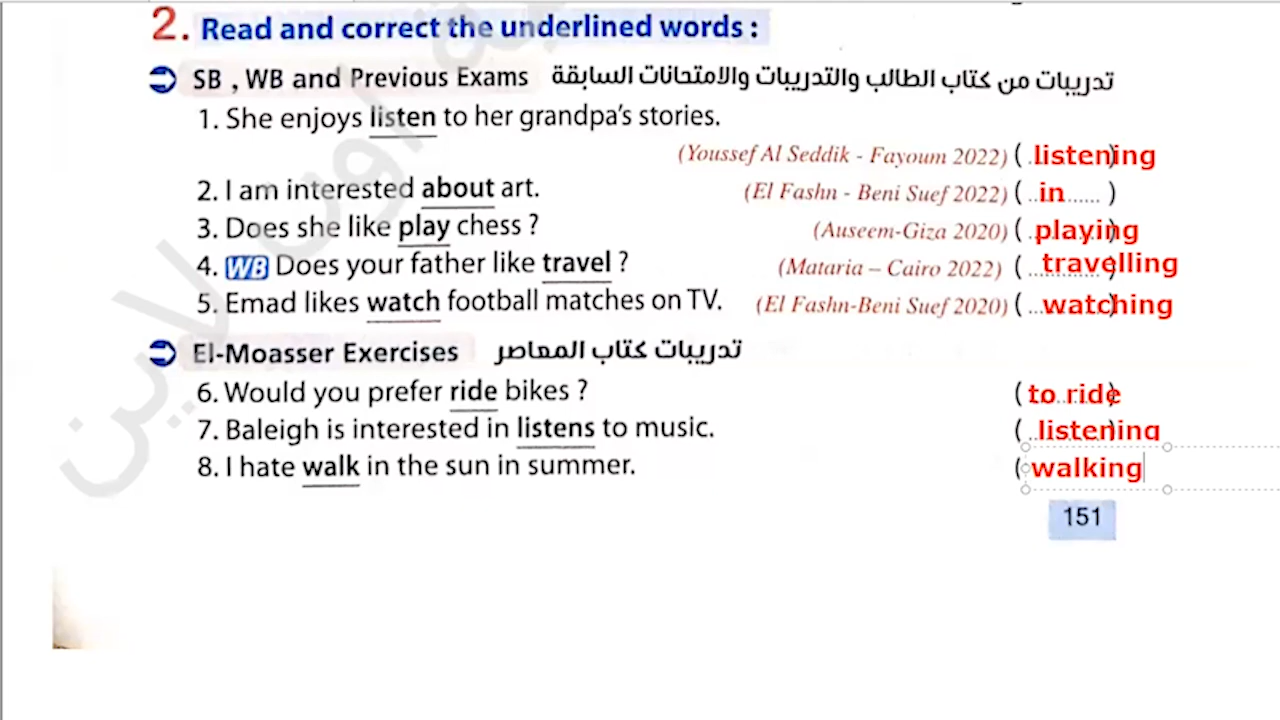 2. Read and correct the underlined words :
SB , WB and Previous Exams تدريبات من كتاب الطالب والتدريبات والامتحانات السابقة
1. She enjoys listen to her grandpa's stories.
(Youssef Al Seddik - Fayoum 2022) ( listening )
2. I am interested about art. (El Fashn - Beni Suef 2022) ( ..in...... )
3. Does she like play chess ? (Auseem-Giza 2020) ( playing )
4. WB Does your father like travel ? (Mataria – Cairo 2022) ( travelling )
5. Emad likes watch football matches on TV. (El Fashn-Beni Suef 2020) ( watching )
El-Moasser Exercises تدريبات كتاب المعاصر
6. Would you prefer ride bikes ? ( to ride )
7. Baleigh is interested in listens to music. ( listening )
8. I hate walk in the sun in summer. ( walking
151
أون لاين